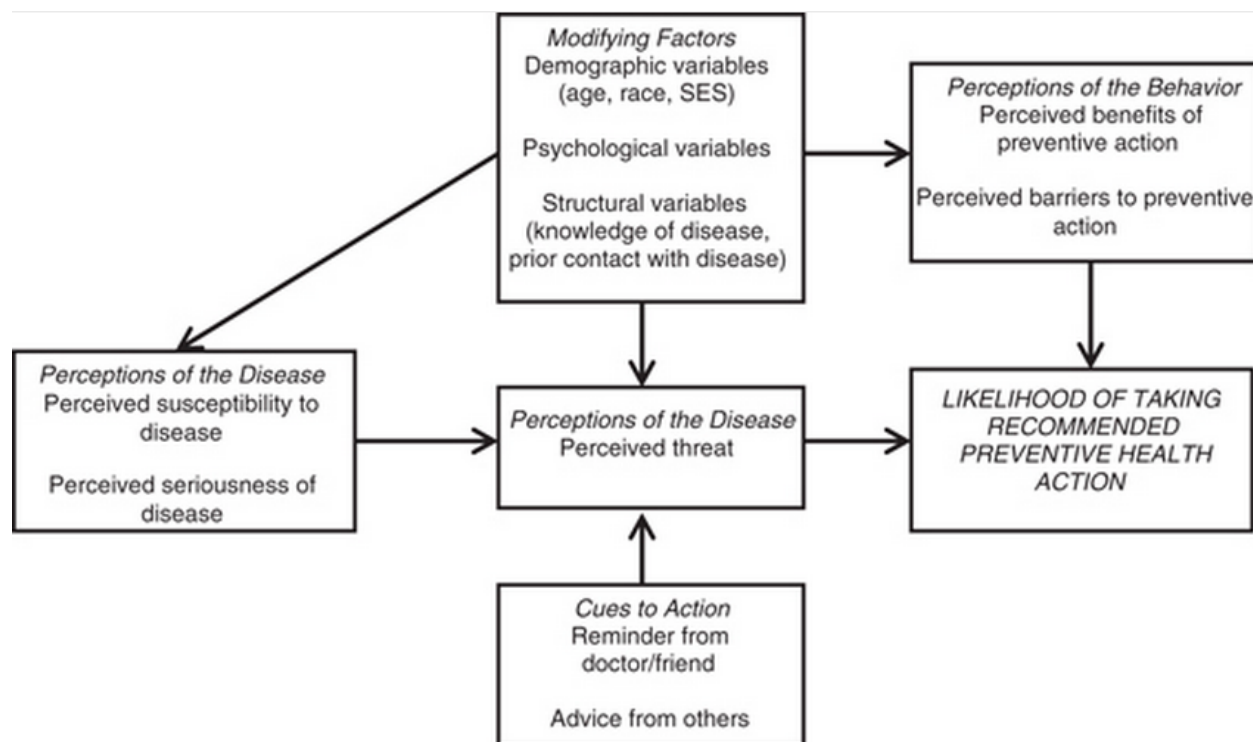 Modifying Factors
Demographic variables
(age, race, SES)
Psychological variables
Structural variables
(knowledge of disease,
prior contact with disease)
Perceptions of the Behavior
Perceived benefits of
preventive action
Perceived barriers to preventive
action
Perceptions of the Disease
Perceived susceptibility to
disease
Perceived seriousness of
disease
Perceptions of the Disease
Perceived threat
LIKELIHOOD OF TAKING
RECOMMENDED
PREVENTIVE HEALTH
ACTION
Cues to Action
Reminder from
doctor/friend
Advice from others